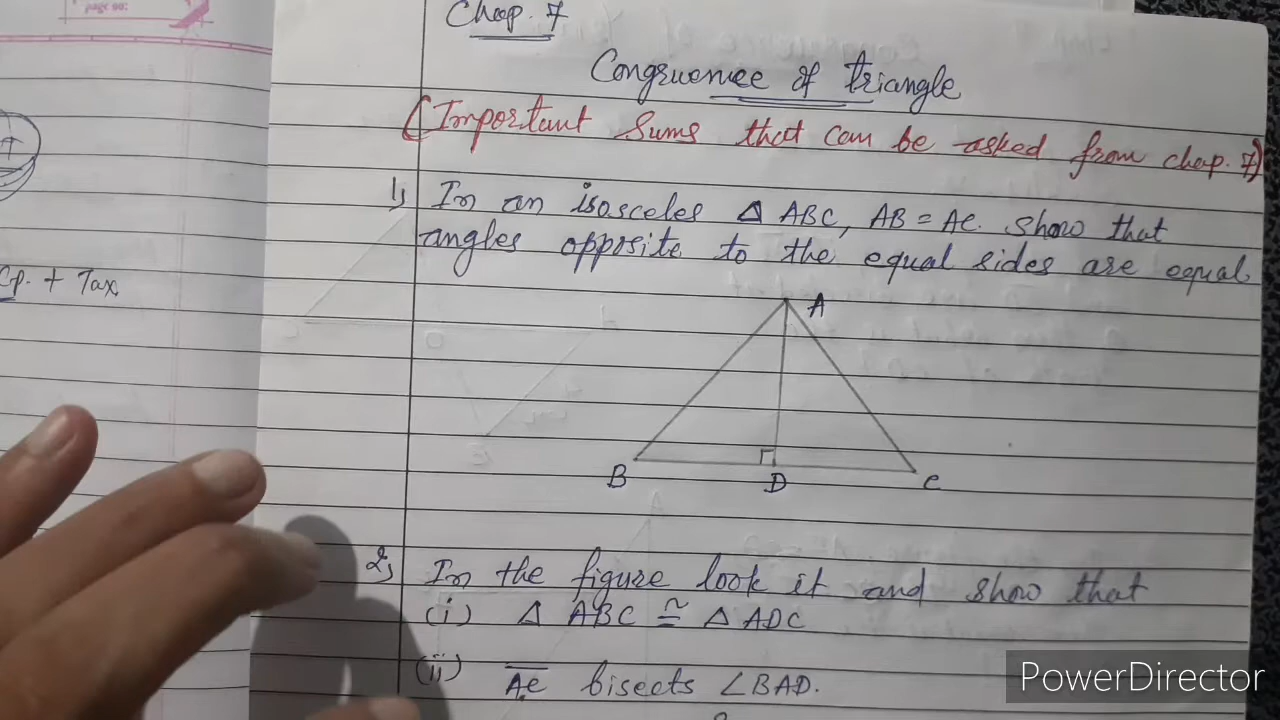 page no:
Chap. 7
Congruence of triangle
(Important Sums that can be asked from chap. 7)
1) In an isosceles Δ ABC, AB = AC. show that
angles opposite to the equal sides are equal.
Cp. + Tax
A
B
D
C
2) In the figure look it and show that
(i) Δ ABC ≅ Δ ADC
(ii) AC bisects ∠BAD.
PowerDirector